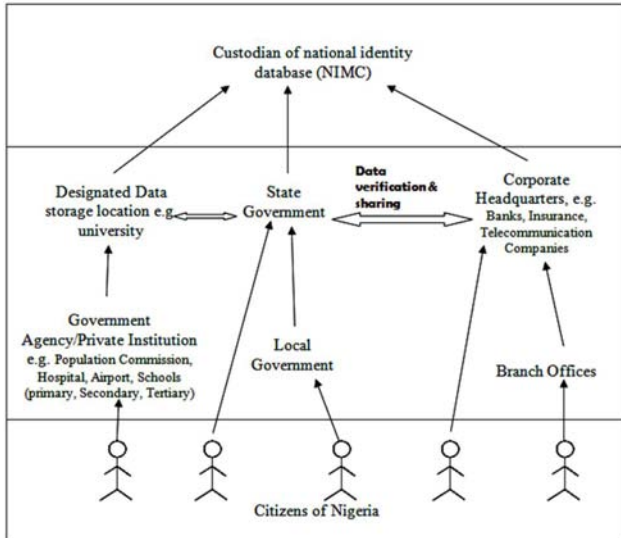 Custodian of national identity
database (NIMC)
Data
verification &
sharing
Designated Data
storage location e.g
university
State
Government
Corporate
Headquarters, e.g.
Banks, Insurance,
Telecommunication
Companies
Government
Agency/Private Institution
e.g. Population Commission,
Hospital, Airport, Schools
(primary, Secondary, Tertiary)
Local
Government
Branch Offices
Citizens of Nigeria